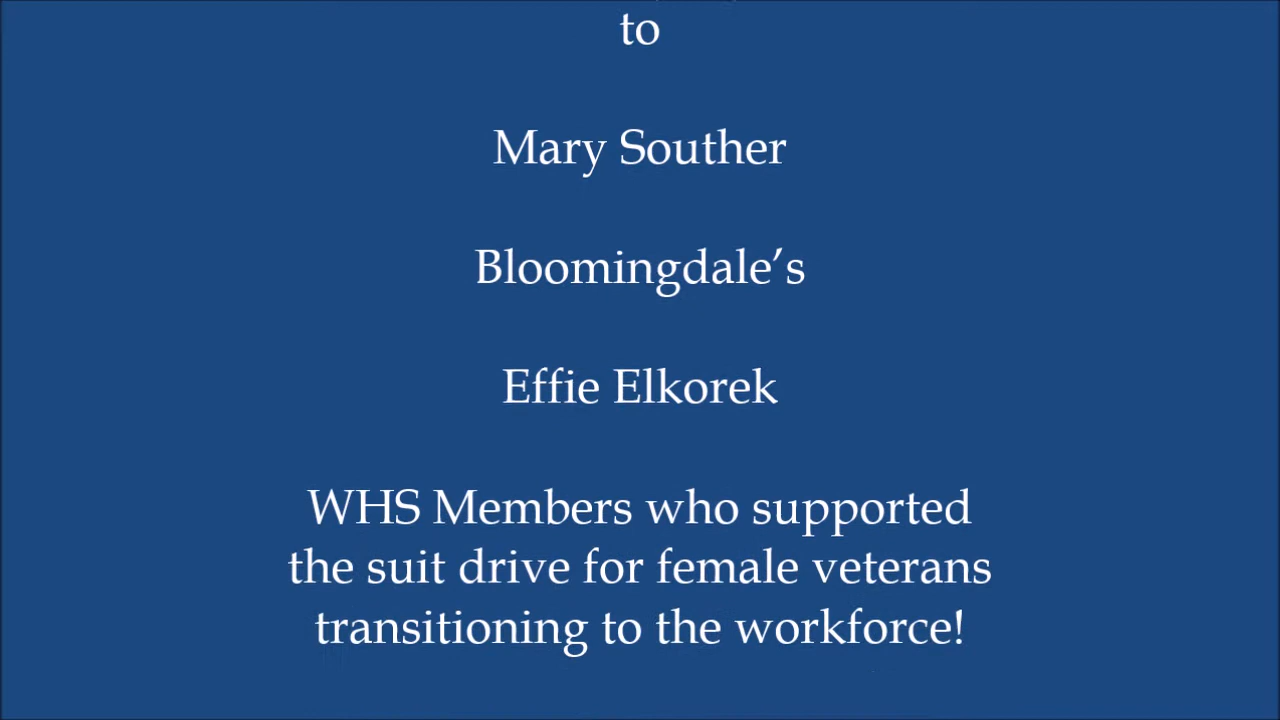 to
Mary Souther
Bloomingdale’s
Effie Elkorek
WHS Members who supported
the suit drive for female veterans
transitioning to the workforce!